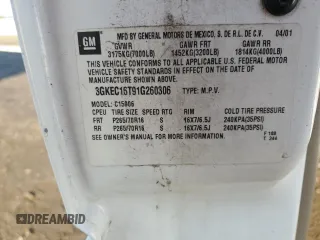 GM
MFD BY GENERAL MOTORS DE MEXICO, S. DE R.L. DE C.V. 04/01
GVWR GAWR FRT GAWR RR
3175KG(7000LB) 1452KG(3200LB) 1814KG(4000LB)
THIS VEHICLE CONFORMS TO ALL APPLICABLE U.S. FEDERAL MOTOR
VEHICLE SAFETY STANDARDS IN EFFECT ON THE DATE OF
MANUFACTURE SHOWN ABOVE.
3GKEC16T91G260306 TYPE: M.P.V.
MODEL: C15906
TIRE SIZE SPEED RTG RIM COLD TIRE PRESSURE
FRT P265/70R16 S 16X7/6.5J 240KPA(35PSI)
RR P265/70R16 S 16X7/6.5J 240KPA(35PSI)
SEE OWNER'S MANUAL FOR MORE INFORMATION.
DREAMBID